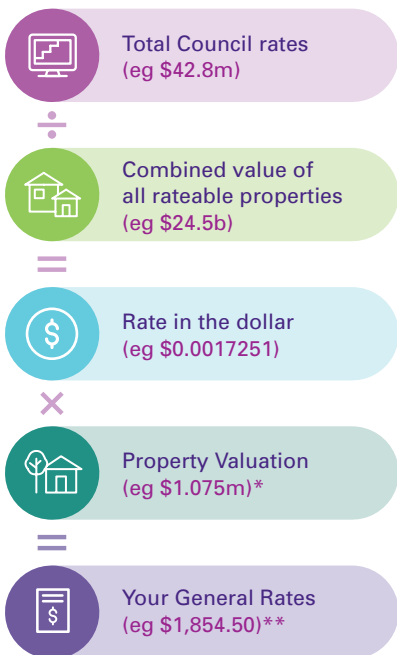 Total Council rates
(eg $42.8m)
÷
Combined value of
all rateable properties
(eg $24.5b)
=
$
Rate in the dollar
(eg $0.0017251)
×
Property Valuation
(eg $1.075m)*
=
$
Your General Rates
(eg $1,854.50)**